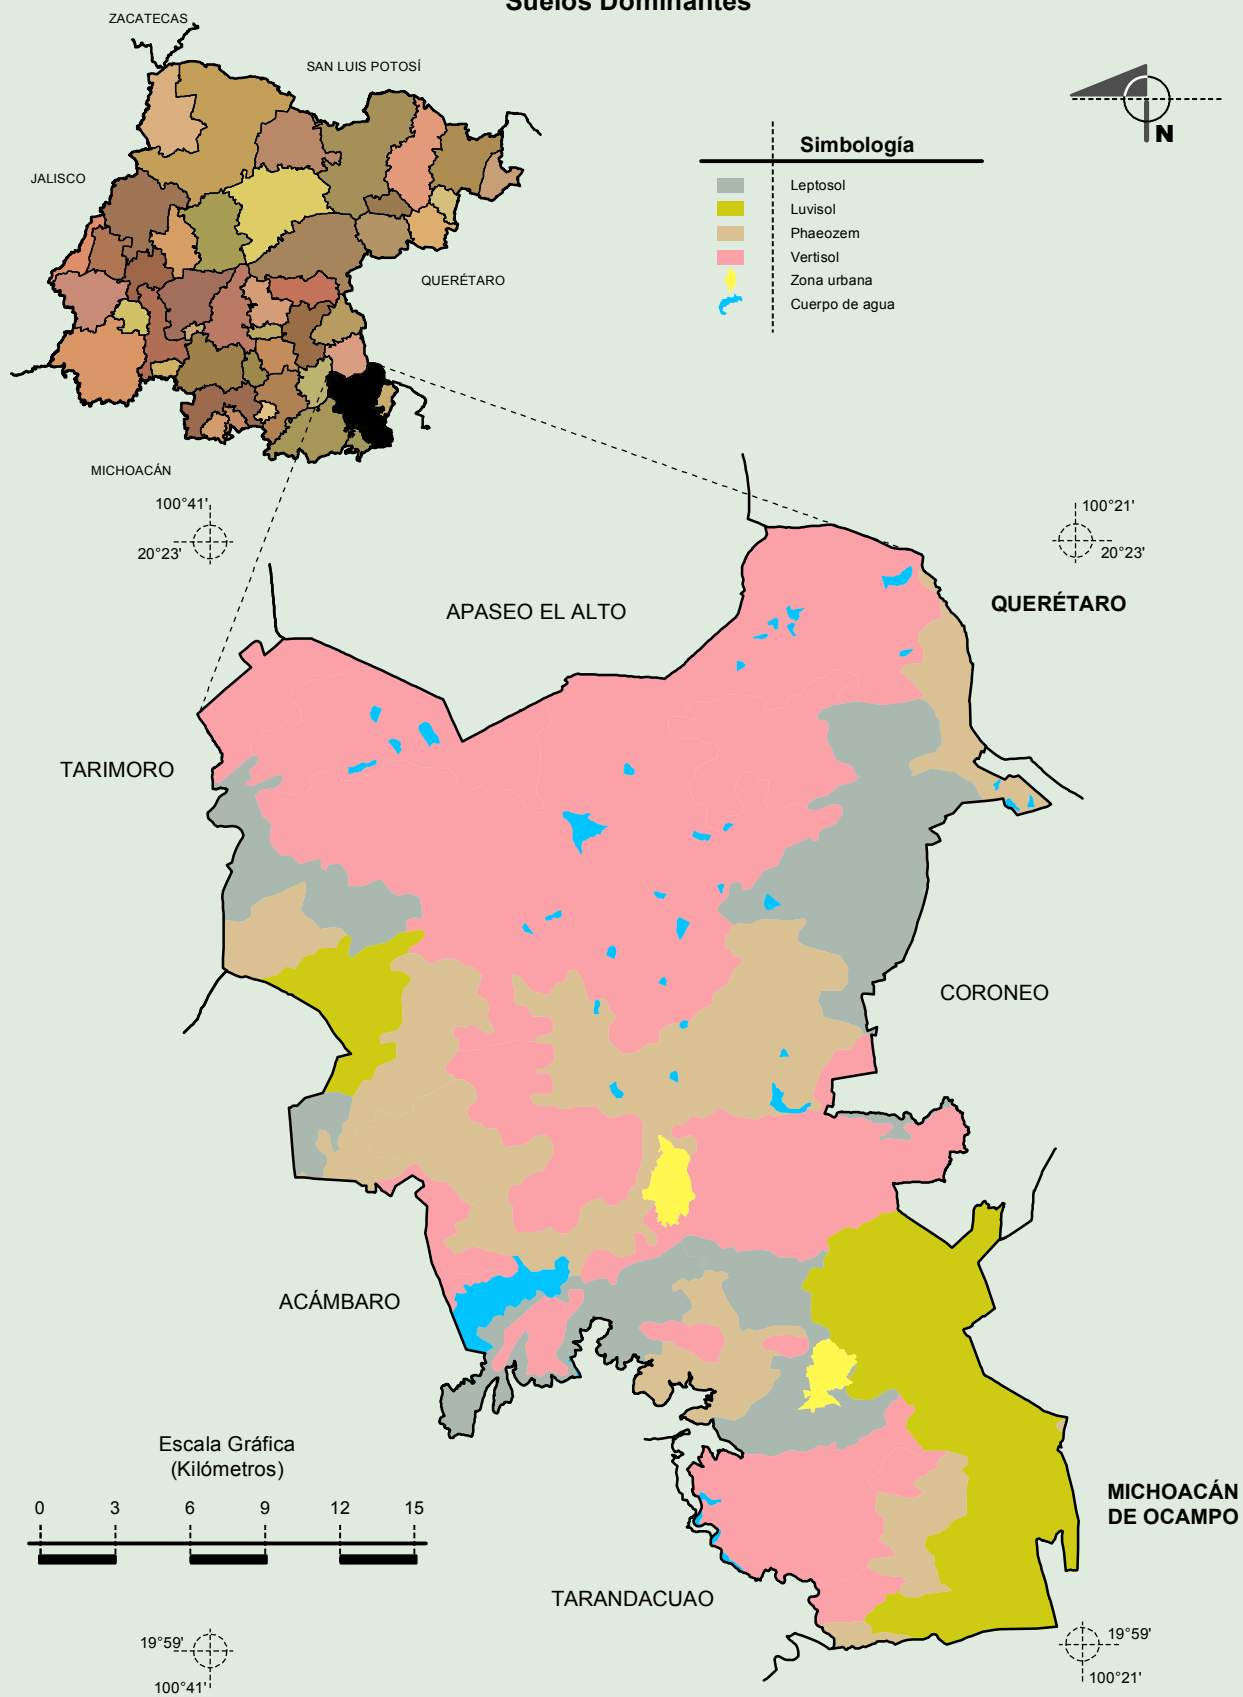 Suelos Dominantes
ZACATECAS
SAN LUIS POTOSÍ
JALISCO
QUERÉTARO
MICHOACÁN
N
Simbología
Leptosol
Luvisol
Phaeozem
Vertisol
Zona urbana
Cuerpo de agua
100°41'
20°23'
100°21'
20°23'
APASEO EL ALTO
QUERÉTARO
TARIMORO
CORONEO
ACÁMBARO
Escala Gráfica
(Kilómetros)
0 3 6 9 12 15
MICHOACÁN
DE OCAMPO
TARANDACUAO
19°59'
100°41'
19°59'
100°21'